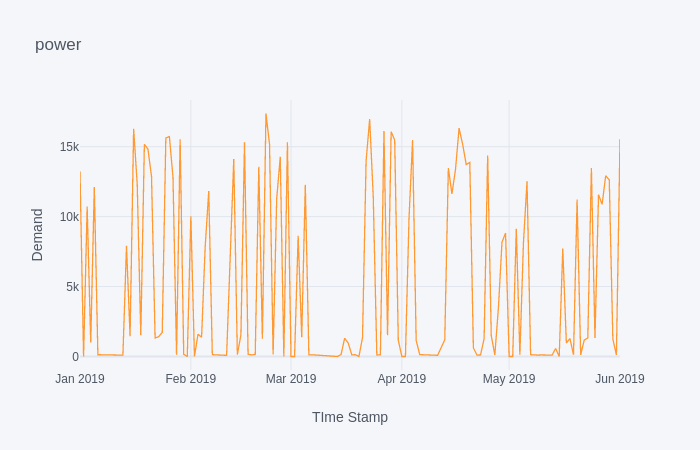 power
15k
10k
5k
0
Demand
Jan 2019
Feb 2019
Mar 2019
Apr 2019
May 2019
Jun 2019
TIme Stamp